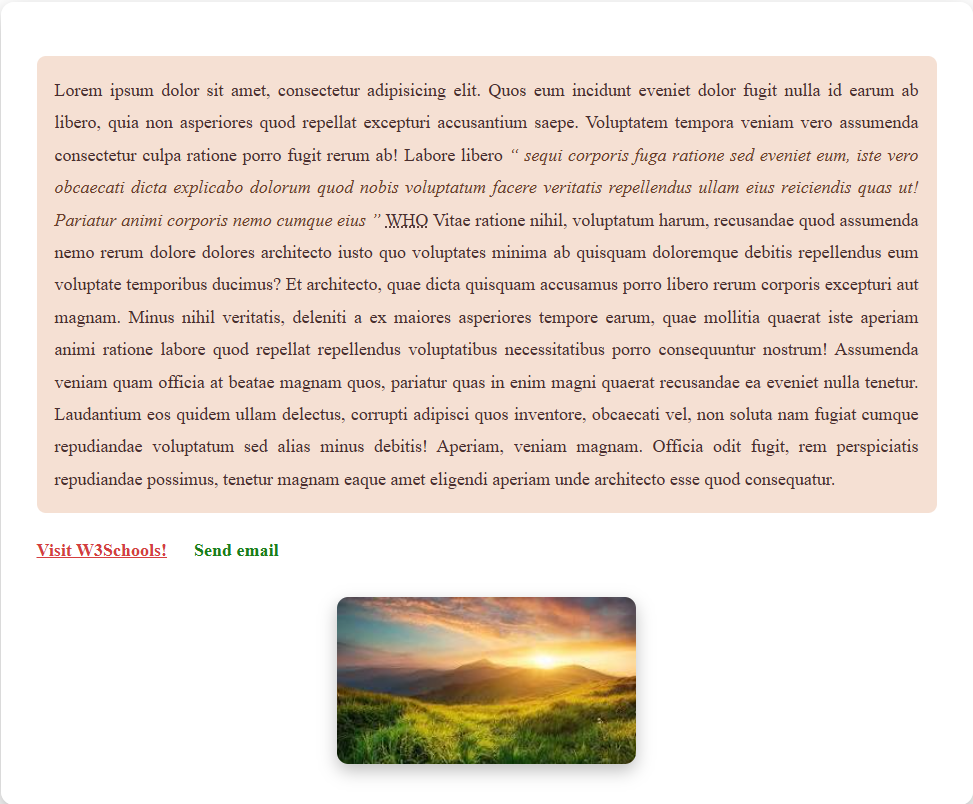 Lorem ipsum dolor sit amet, consectetur adipisicing elit. Quos eum incidunt eveniet dolor fugit nulla id earum ab
libero, quia non asperiores quod repellat excepturi accusantium saepe. Voluptatem tempora veniam vero assumenda
consectetur culpa ratione porro fugit rerum ab! Labore libero “ sequi corporis fuga ratione sed eveniet eum, iste vero
obcaecati dicta explicabo dolorum quod nobis voluptatum facere veritatis repellendus ullam eius reiciendis quas ut!
Pariatur animi corporis nemo cumque eius ” WHO Vitae ratione nihil, voluptatum harum, recusandae quod assumenda
nemo rerum dolore dolores architecto iusto quo voluptates minima ab quisquam doloremque debitis repellendus eum
voluptate temporibus ducimus? Et architecto, quae dicta quisquam accusamus porro libero rerum corporis excepturi aut
magnam. Minus nihil veritatis, deleniti a ex maiores asperiores tempore earum, quae mollitia quaerat iste aperiam
animi ratione labore quod repellat repellendus voluptatibus necessitatibus porro consequuntur nostrum! Assumenda
veniam quam officia at beatae magnam quos, pariatur quas in enim magni quaerat recusandae ea eveniet nulla tenetur.
Laudantium eos quidem ullam delectus, corrupti adipisci quos inventore, obcaecati vel, non soluta nam fugiat cumque
repudiandae voluptatum sed alias minus debitis! Aperiam, veniam magnam. Officia odit fugit, rem perspiciatis
repudiandae possimus, tenetur magnam eaque amet eligendi aperiam unde architecto esse quod consequatur.
Visit W3Schools! Send email